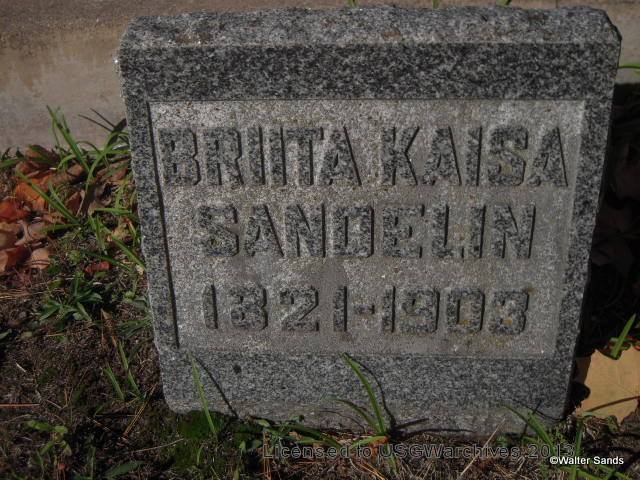 BRIITA KAISA
SANDELIN
1821-1903
Licensed to USGWarchives 2013
©Walter Sands